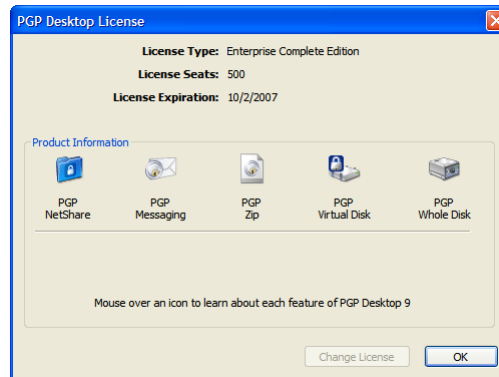 PGP Desktop License
License Type: Enterprise Complete Edition
License Seats: 500
License Expiration: 10/2/2007
Product Information
PGP NetShare
PGP Messaging
PGP Zip
PGP Virtual Disk
PGP Whole Disk
Mouse over an icon to learn about each feature of PGP Desktop 9
Change License
OK